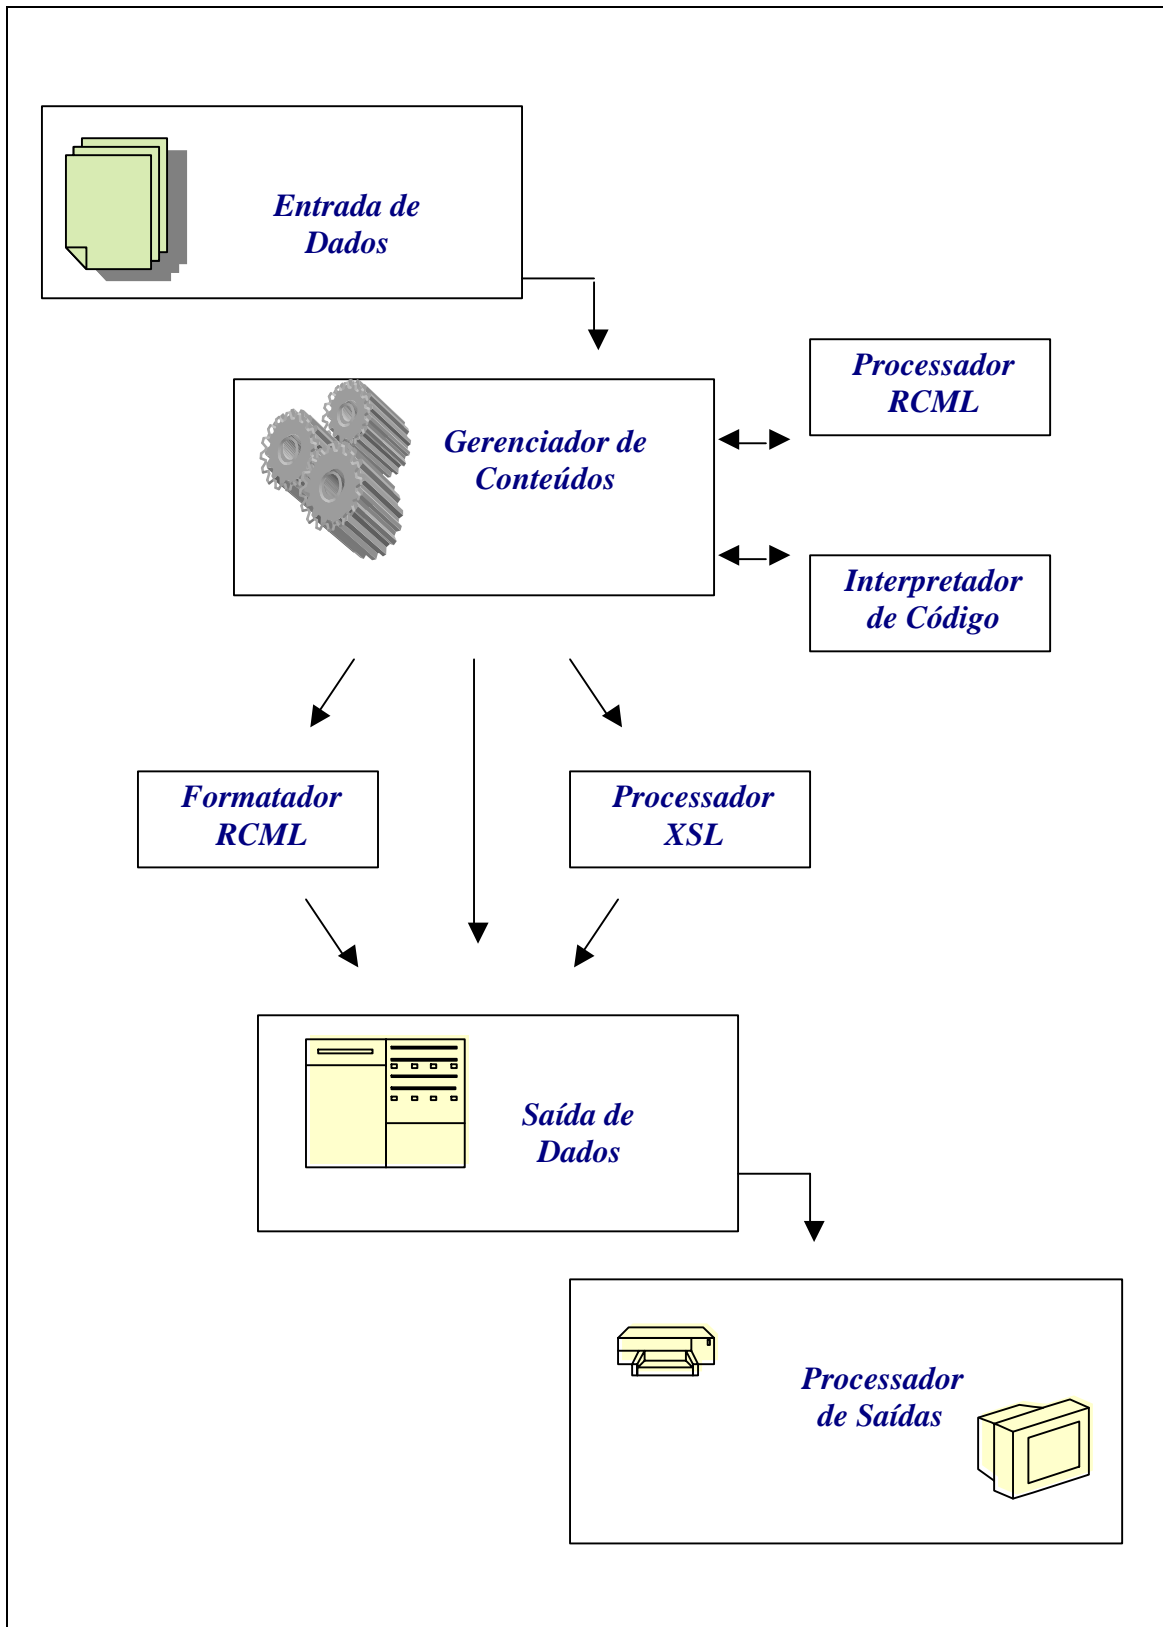 Entrada de
Dados
Processador
RCML
Gerenciador de
Conteúdos
Interpretador
de Código
Formatador
RCML
Processador
XSL
Saída de
Dados
Processador
de Saídas